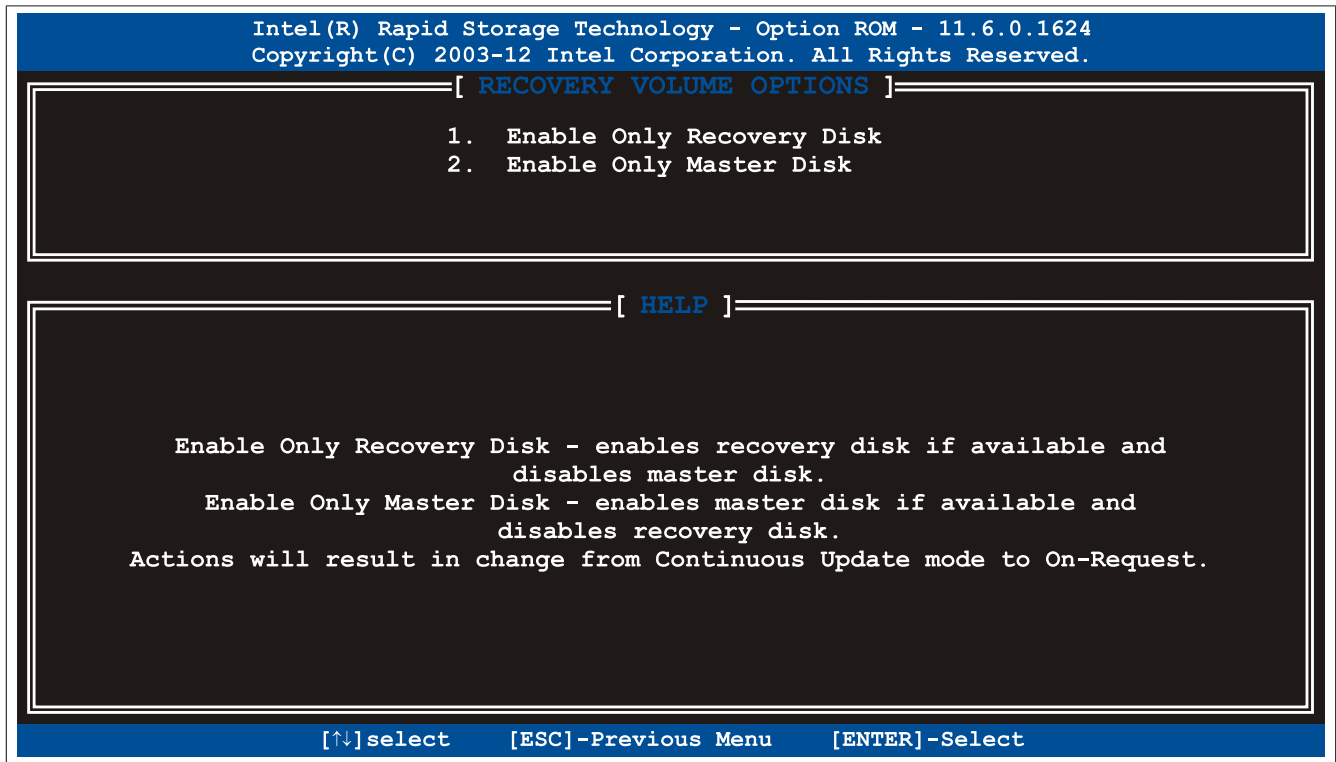 Intel(R) Rapid Storage Technology - Option ROM - 11.6.0.1624
Copyright(C) 2003-12 Intel Corporation. All Rights Reserved.
[ RECOVERY VOLUME OPTIONS ]
1. Enable Only Recovery Disk
2. Enable Only Master Disk
[ HELP ]
Enable Only Recovery Disk – enables recovery disk if available and
disables master disk.
Enable Only Master Disk – enables master disk if available and
disables recovery disk.
Actions will result in change from Continuous Update mode to On-Request.
[↑↓]select [ESC]-Previous Menu [ENTER]-Select